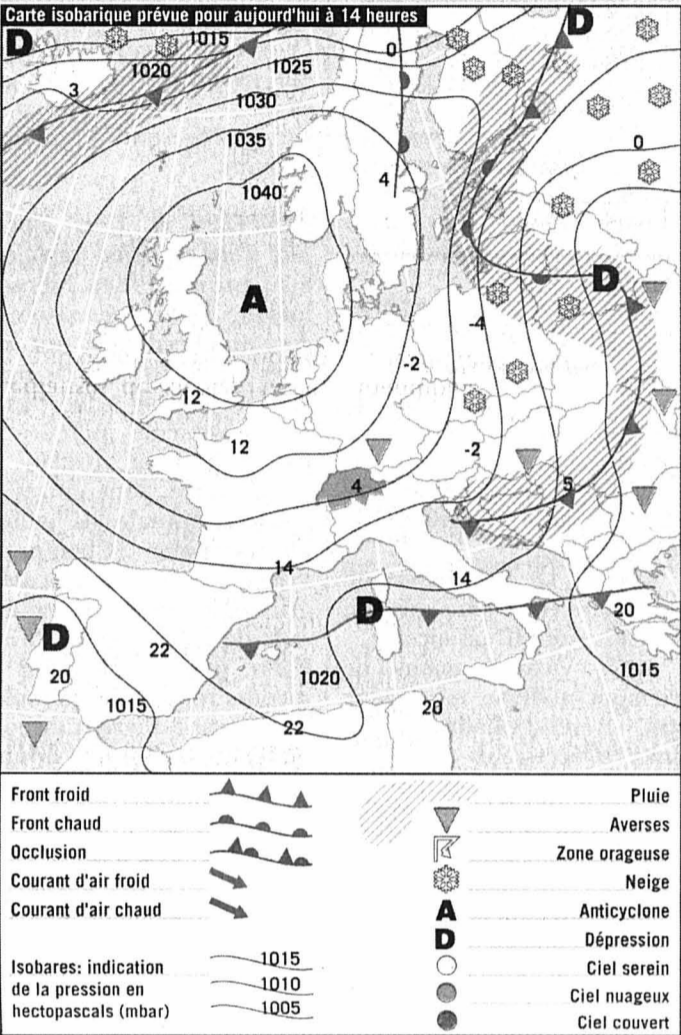 Carte isobarique prévue pour aujourd'hui à 14 heures
D
1015
D
0
1020
1025
3
1030
0
1035
4
1040
A
D
-4
-2
12
12
-2
4
5
14
14
D
20
D
22
20
1020
1015
1015
20
22
Front froid
Front chaud
Occlusion
Courant d'air froid
Courant d'air chaud
Isobares: indication
de la pression en
hectopascals (mbar)
1015
1010
1005
Pluie
Averses
Zone orageuse
Neige
A Anticyclone
D Dépression
Ciel serein
Ciel nuageux
Ciel couvert